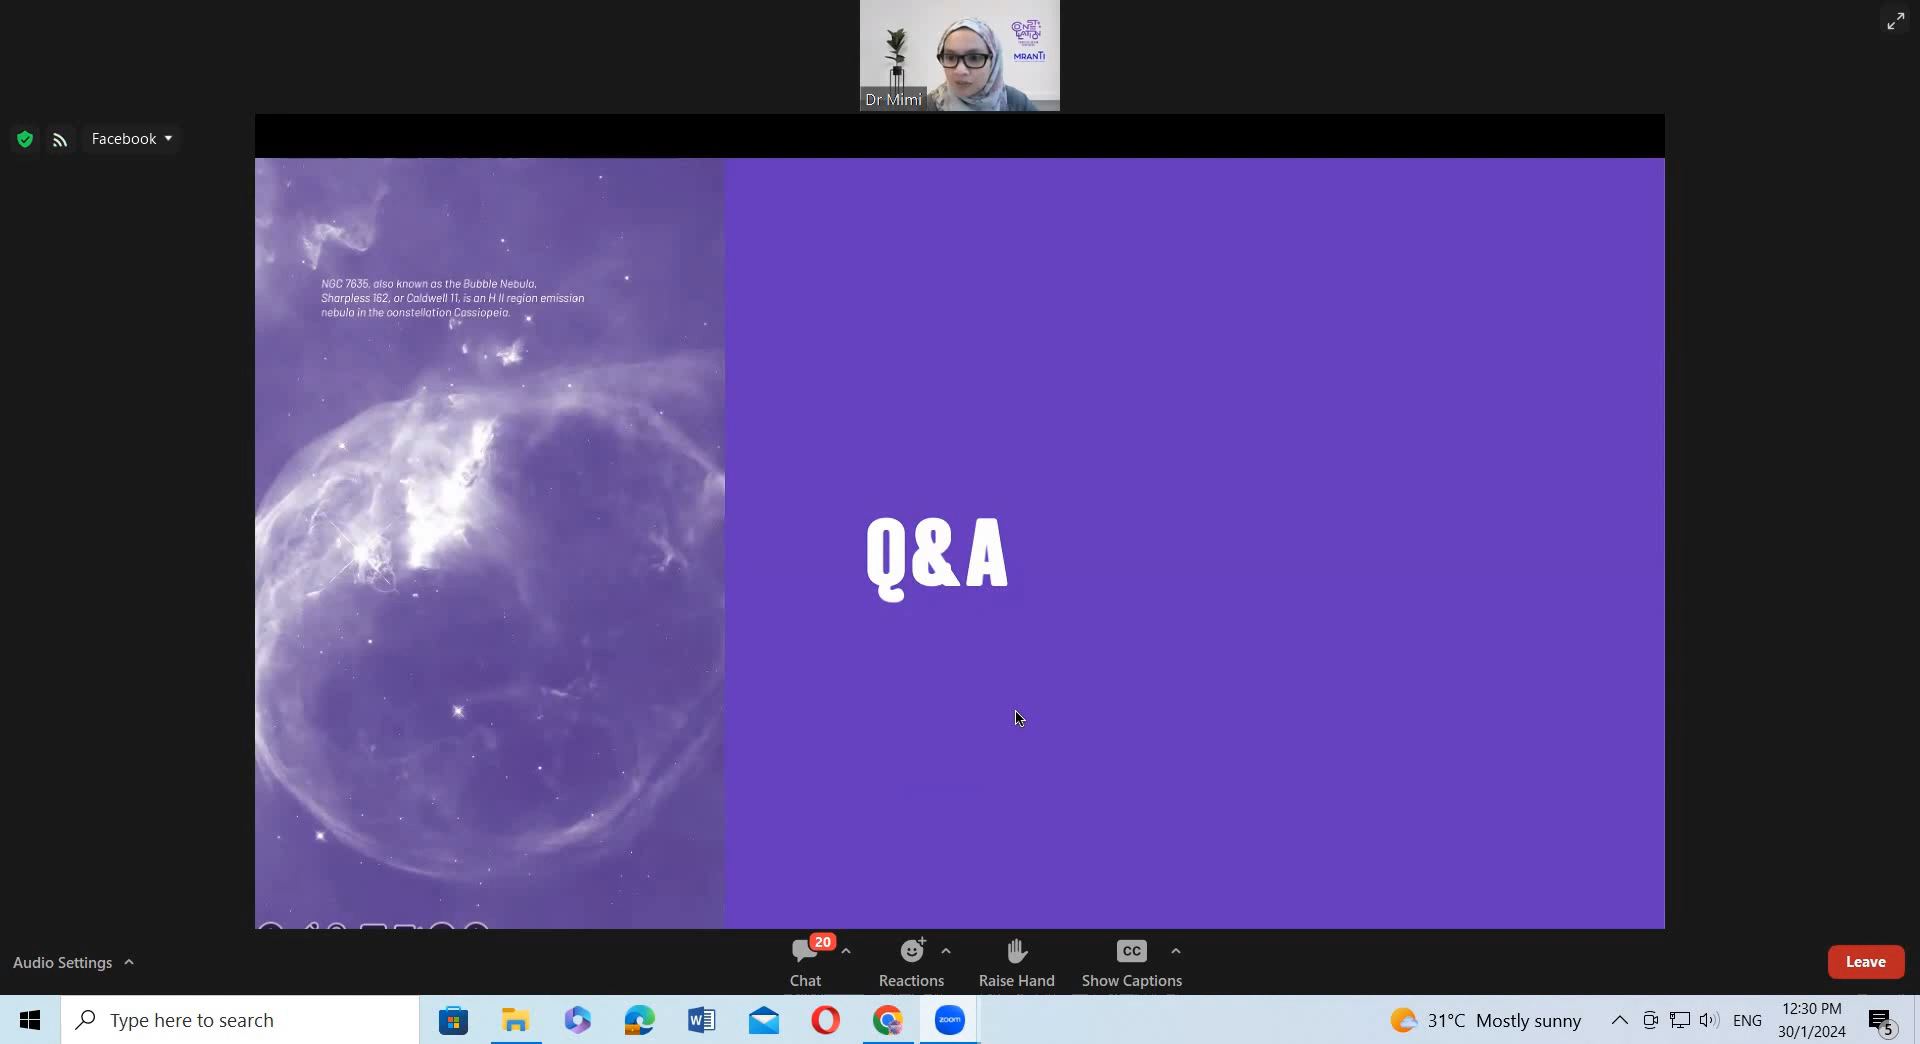 Dr Mimi
MRANTI
Facebook
NGC 7635, also known as the Bubble Nebula,
Sharpless 162, or Caldwell 11, is an H II region emission
nebula in the constellation Cassiopeia.
Q&A
Audio Settings
20
Chat
Reactions
Raise Hand
CC
Show Captions
Leave
Type here to search
W
zoom
31°C Mostly sunny
ENG
12:30 PM
30/1/2024
5